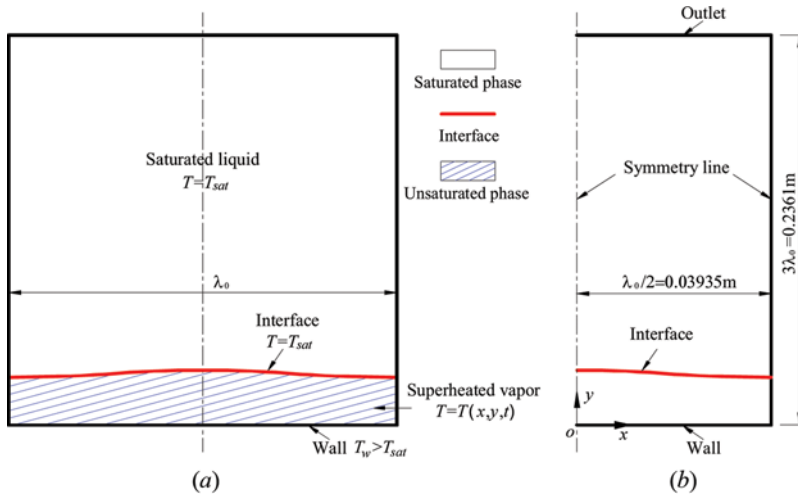 Outlet
Saturated phase
Interface
Unsaturated phase
Saturated liquid
T=Tsat
λ₀
Interface
T=Tsat
Superheated vapor
T=T(x,y,t)
Wall Tw>Tsat
(a)
Symmetry line
3λ₀=0.2361m
λ₀/2=0.03935m
Interface
y
o
x
Wall
(b)